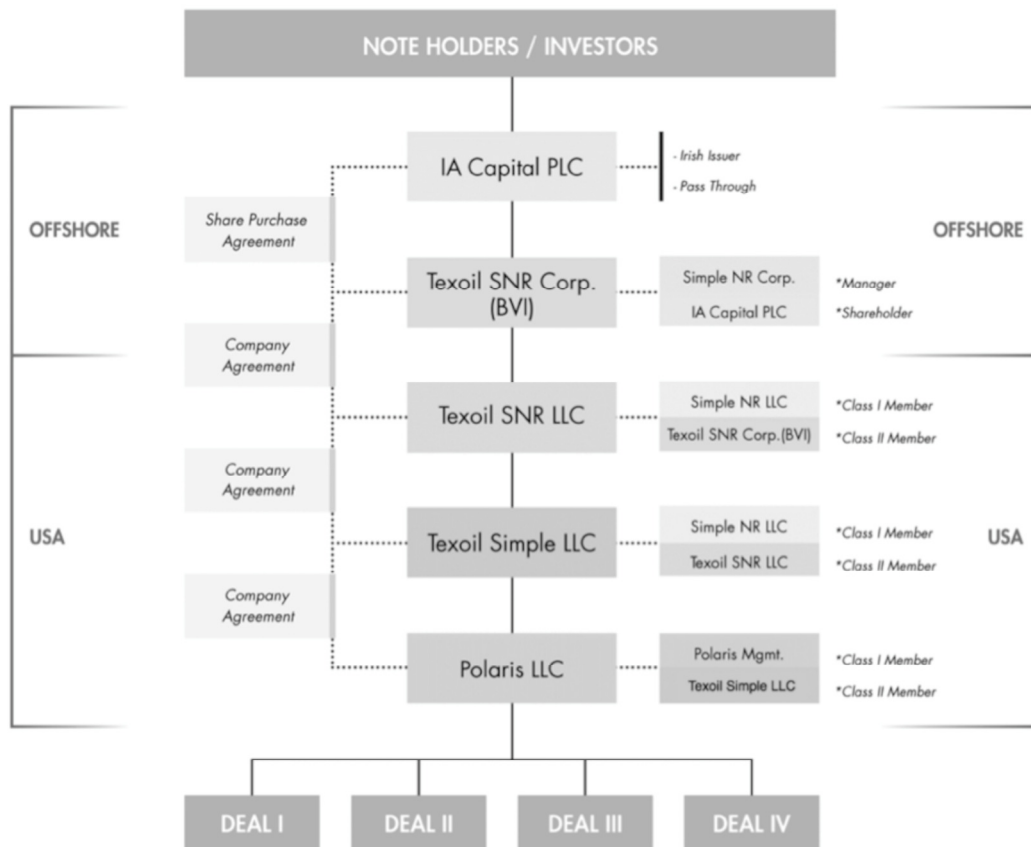 NOTE HOLDERS / INVESTORS
IA Capital PLC
- Irish Issuer
- Pass Through
Share Purchase
Agreement
OFFSHORE
OFFSHORE
Texoil SNR Corp.
(BVI)
Simple NR Corp.
*Manager
IA Capital PLC
*Shareholder
Company
Agreement
Texoil SNR LLC
Simple NR LLC
*Class I Member
Texoil SNR Corp.(BVI)
*Class II Member
Company
Agreement
USA
USA
Texoil Simple LLC
Simple NR LLC
*Class I Member
Texoil SNR LLC
*Class II Member
Company
Agreement
Polaris LLC
Polaris Mgmt.
*Class I Member
Texoil Simple LLC
*Class II Member
DEAL I
DEAL II
DEAL III
DEAL IV